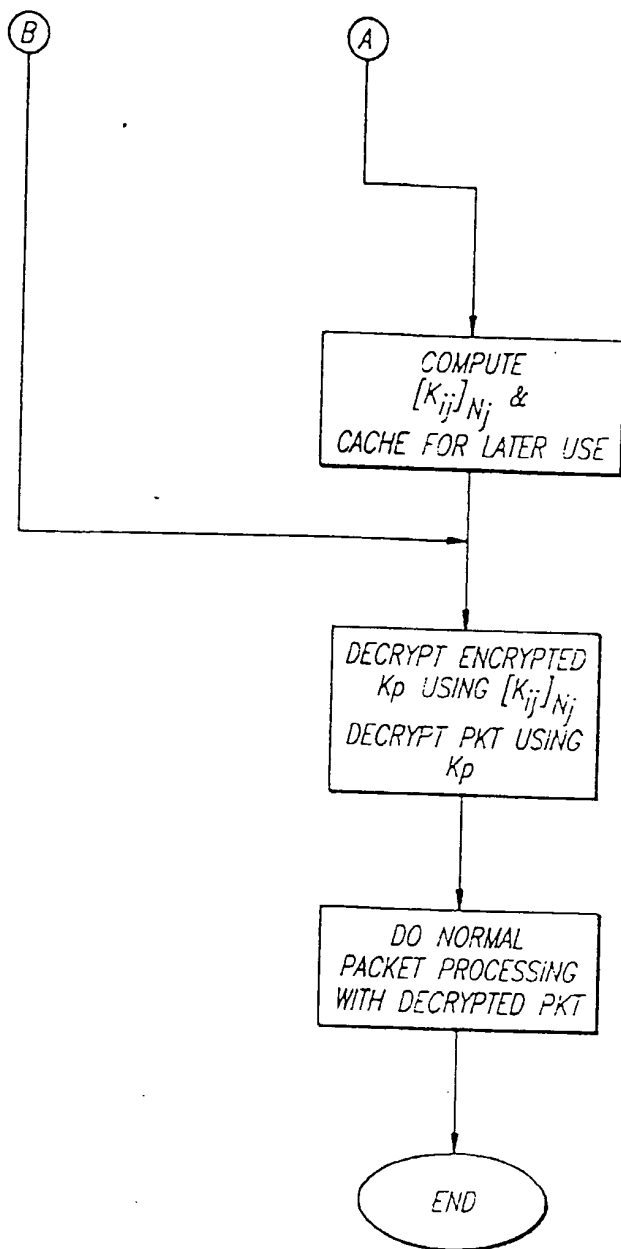 B
A
COMPUTE
[Kij]Nj &
CACHE FOR LATER USE
DECRYPT ENCRYPTED
Kp USING [Kij]Nj
DECRYPT PKT USING
Kp
DO NORMAL
PACKET PROCESSING
WITH DECRYPTED PKT
END